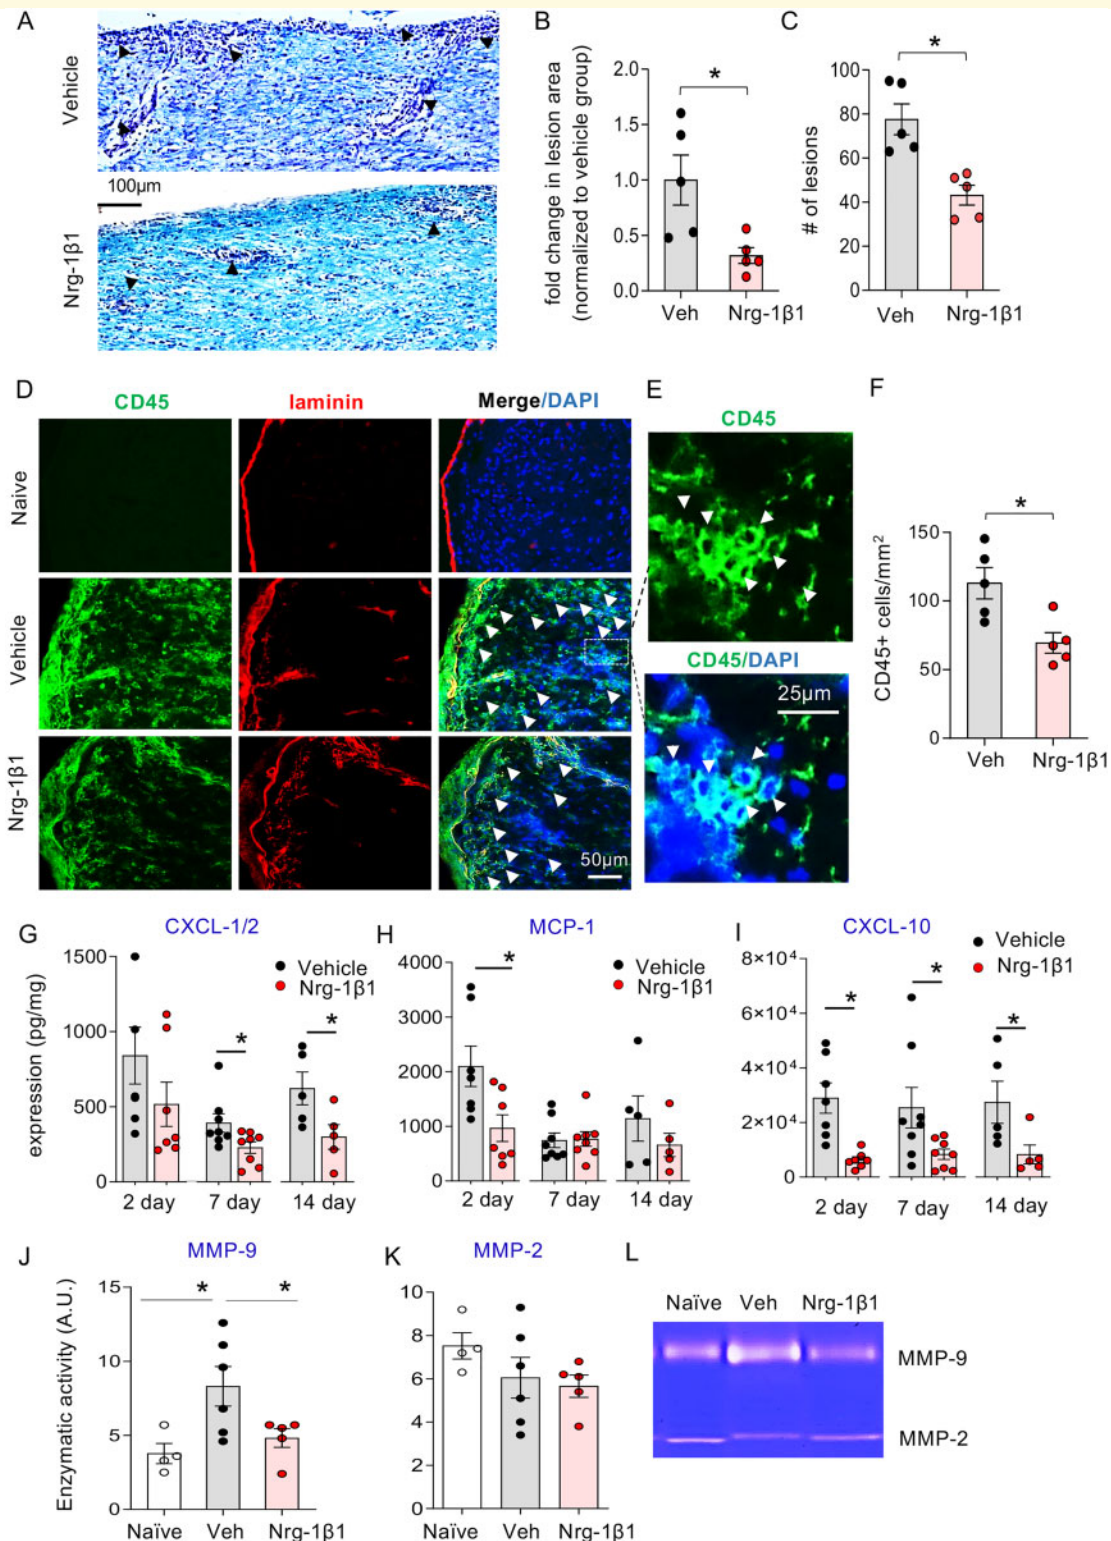 A
Vehicle
100µm
Nrg-1β1
B
fold change in lesion area
(normalized to vehicle group)
2.0
1.5
1.0
0.5
0.0
*
Veh Nrg-1β1
C
# of lesions
100
80
60
40
20
0
*
Veh Nrg-1β1
D
CD45 laminin Merge/DAPI
Naive
Vehicle
Nrg-1β1
50µm
E
CD45
CD45/DAPI
25µm
F
CD45+ cells/mm²
150
100
50
0
*
Veh Nrg-1β1
G
CXCL-1/2
expression (pg/mg)
1500
1000
500
0
Vehicle
Nrg-1β1
* *
2 day 7 day 14 day
H
MCP-1
4000
3000
2000
1000
0
*
Vehicle
Nrg-1β1
2 day 7 day 14 day
I
CXCL-10
8×10⁴
6×10⁴
4×10⁴
2×10⁴
0
Vehicle
Nrg-1β1
* * *
2 day 7 day 14 day
J
MMP-9
Enzymatic activity (A.U.)
15
10
5
0
* *
Naïve Veh Nrg-1β1
K
MMP-2
10
8
6
4
2
0
Naïve Veh Nrg-1β1
L
Naïve Veh Nrg-1β1
MMP-9
MMP-2